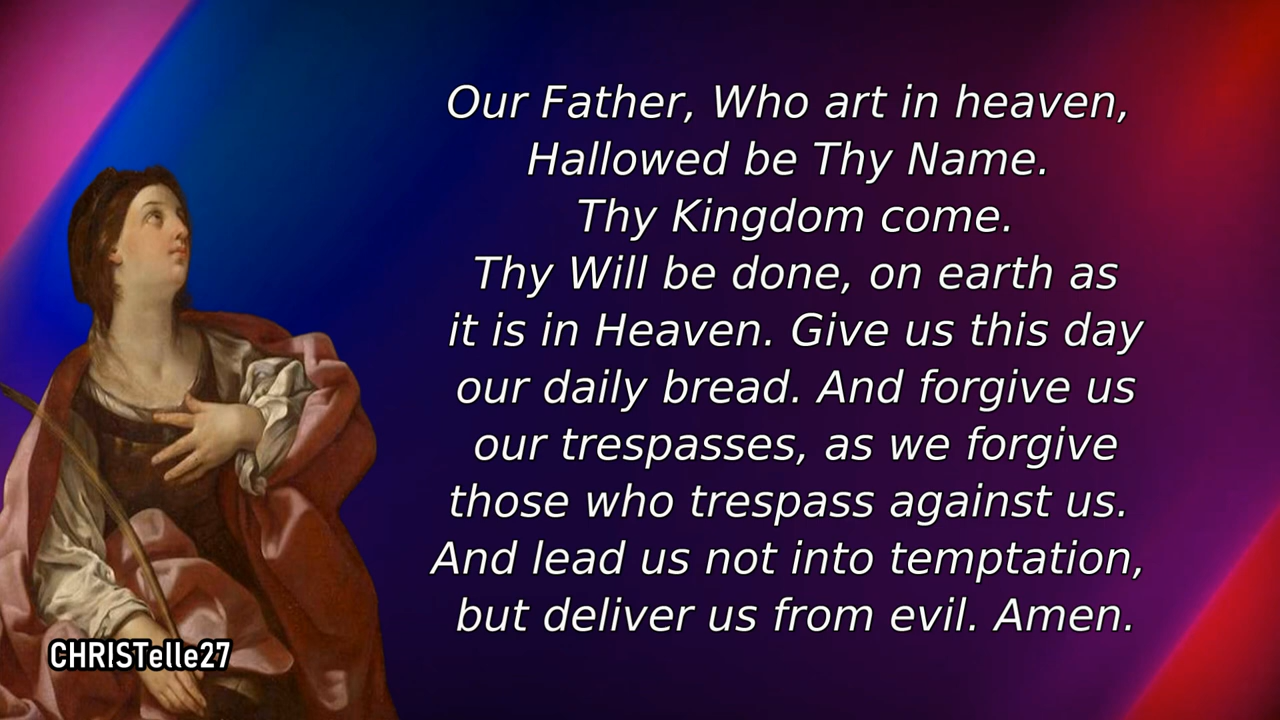 Our Father, Who art in heaven,
Hallowed be Thy Name.
Thy Kingdom come.
Thy Will be done, on earth as
it is in Heaven. Give us this day
our daily bread. And forgive us
our trespasses, as we forgive
those who trespass against us.
And lead us not into temptation,
but deliver us from evil. Amen.
CHRISTelle27